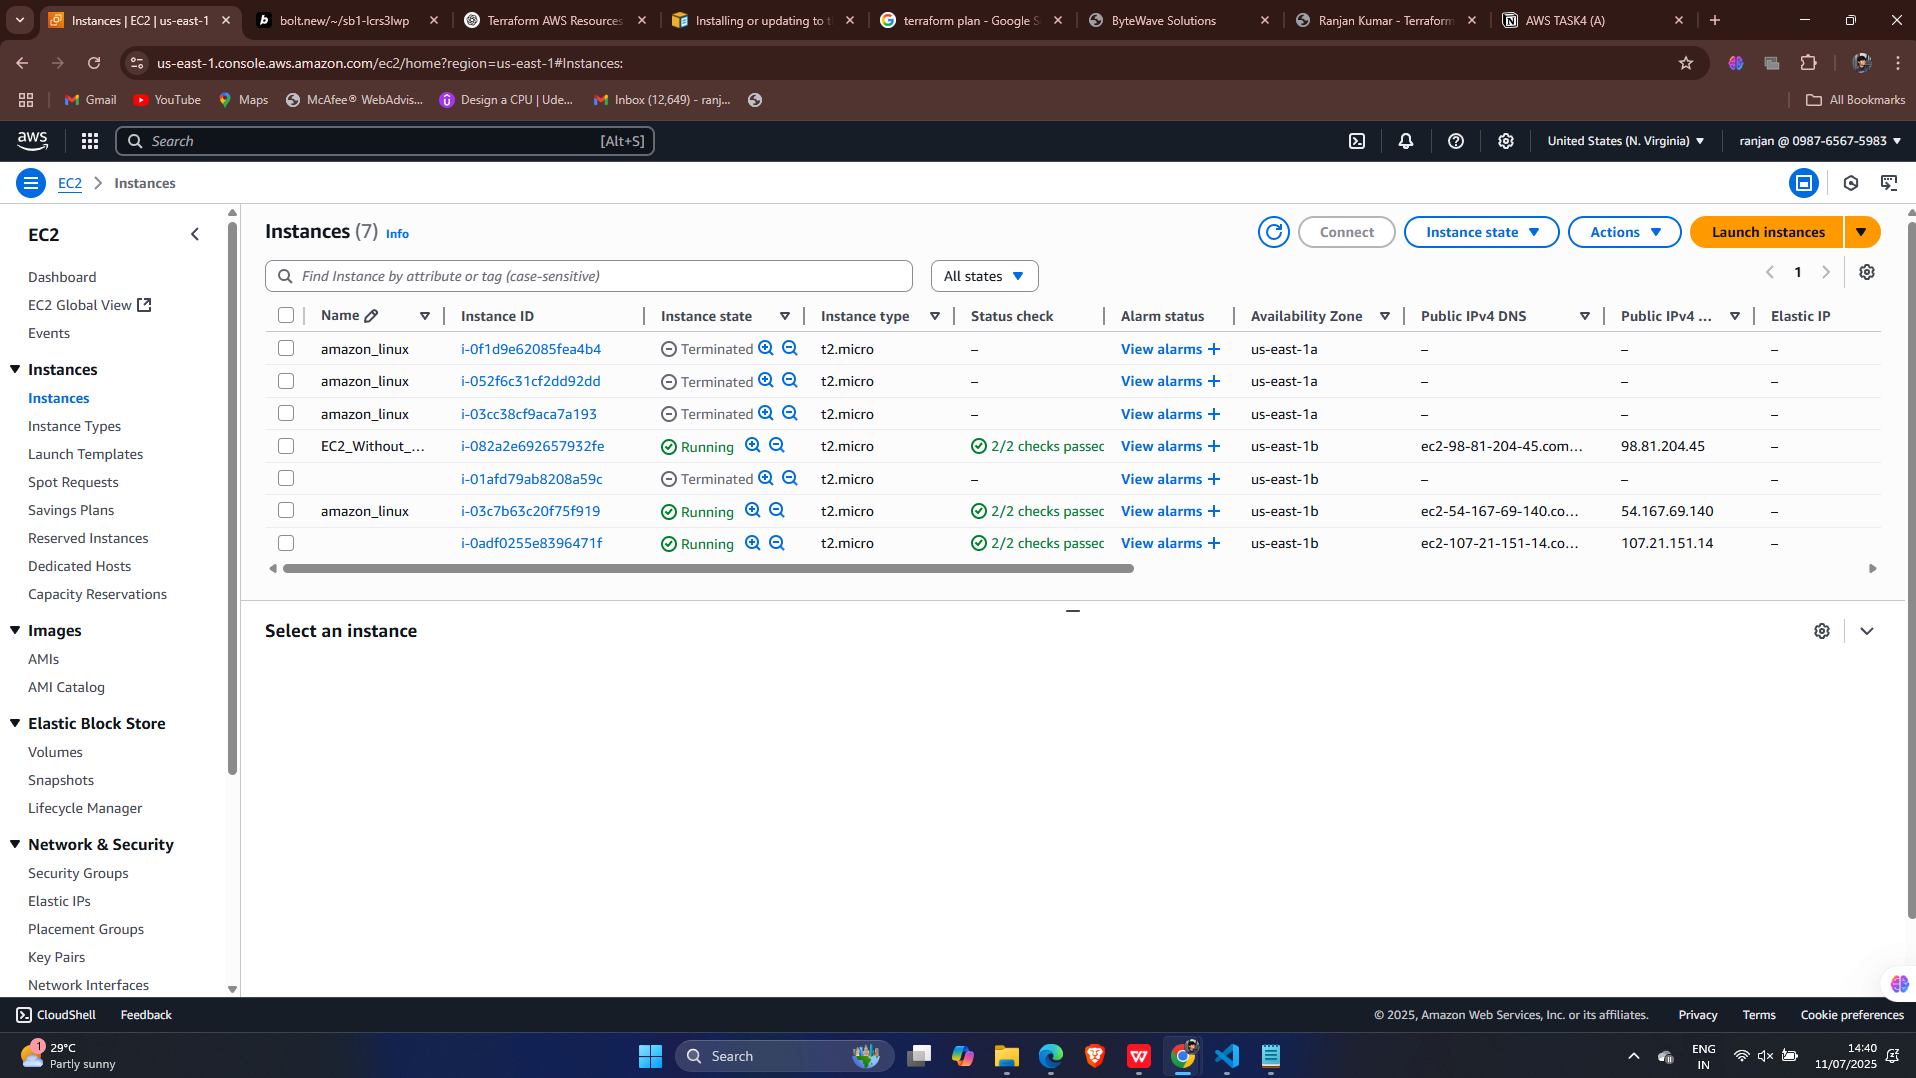 Instances | EC2 | us-east-1
bolt.new/~/sb1-lcrs3lwp
Terraform AWS Resources
Installing or updating to th
terraform plan - Google Se
ByteWave Solutions
Ranjan Kumar - Terraform
AWS TASK4 (A)
us-east-1.console.aws.amazon.com/ec2/home?region=us-east-1#Instances:
Gmail
YouTube
Maps
McAfee® WebAdvis...
Design a CPU | Ude...
Inbox (12,649) - ranj...
All Bookmarks
aws
Search
[Alt+S]
United States (N. Virginia)
ranjan @ 0987-6567-5983
EC2
Instances
EC2
Dashboard
EC2 Global View
Events
Instances
Instances
Instance Types
Launch Templates
Spot Requests
Savings Plans
Reserved Instances
Dedicated Hosts
Capacity Reservations
Images
AMIs
AMI Catalog
Elastic Block Store
Volumes
Snapshots
Lifecycle Manager
Network & Security
Security Groups
Elastic IPs
Placement Groups
Key Pairs
Network Interfaces
Instances (7) Info
Connect
Instance state
Actions
Launch instances
Find Instance by attribute or tag (case-sensitive)
All states
1
Name Instance ID Instance state Instance type Status check Alarm status Availability Zone Public IPv4 DNS Public IPv4 ... Elastic IP
amazon_linux i-0f1d9e62085fea4b4 Terminated t2.micro – View alarms + us-east-1a – – –
amazon_linux i-052f6c31cf2dd92dd Terminated t2.micro – View alarms + us-east-1a – – –
amazon_linux i-03cc38cf9aca7a193 Terminated t2.micro – View alarms + us-east-1a – – –
EC2_Without_... i-082a2e692657932fe Running t2.micro 2/2 checks passed View alarms + us-east-1b ec2-98-81-204-45.com... 98.81.204.45 –
i-01afd79ab8208a59c Terminated t2.micro – View alarms + us-east-1b – – –
amazon_linux i-03c7b63c20f75f919 Running t2.micro 2/2 checks passed View alarms + us-east-1b ec2-54-167-69-140.co... 54.167.69.140 –
i-0adf0255e8396471f Running t2.micro 2/2 checks passed View alarms + us-east-1b ec2-107-21-151-14.co... 107.21.151.14 –
Select an instance
CloudShell
Feedback
© 2025, Amazon Web Services, Inc. or its affiliates.
Privacy
Terms
Cookie preferences
1
29°C
Partly sunny
Search
ENG
IN
14:40
11/07/2025